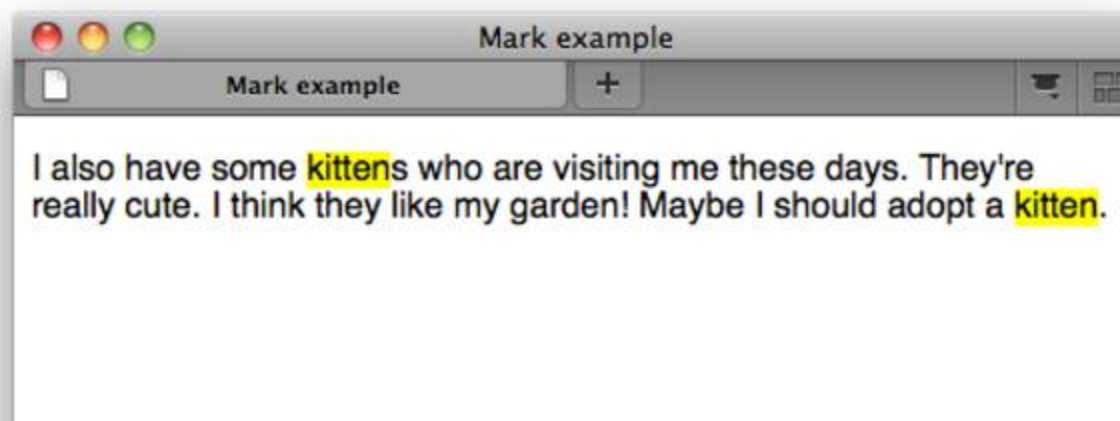 Mark example
Mark example
I also have some kittens who are visiting me these days. They're
really cute. I think they like my garden! Maybe I should adopt a kitten.